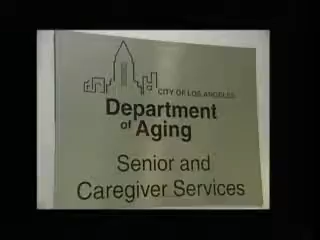 CITY OF LOS ANGELES
Department
of Aging
Senior and
Caregiver Services